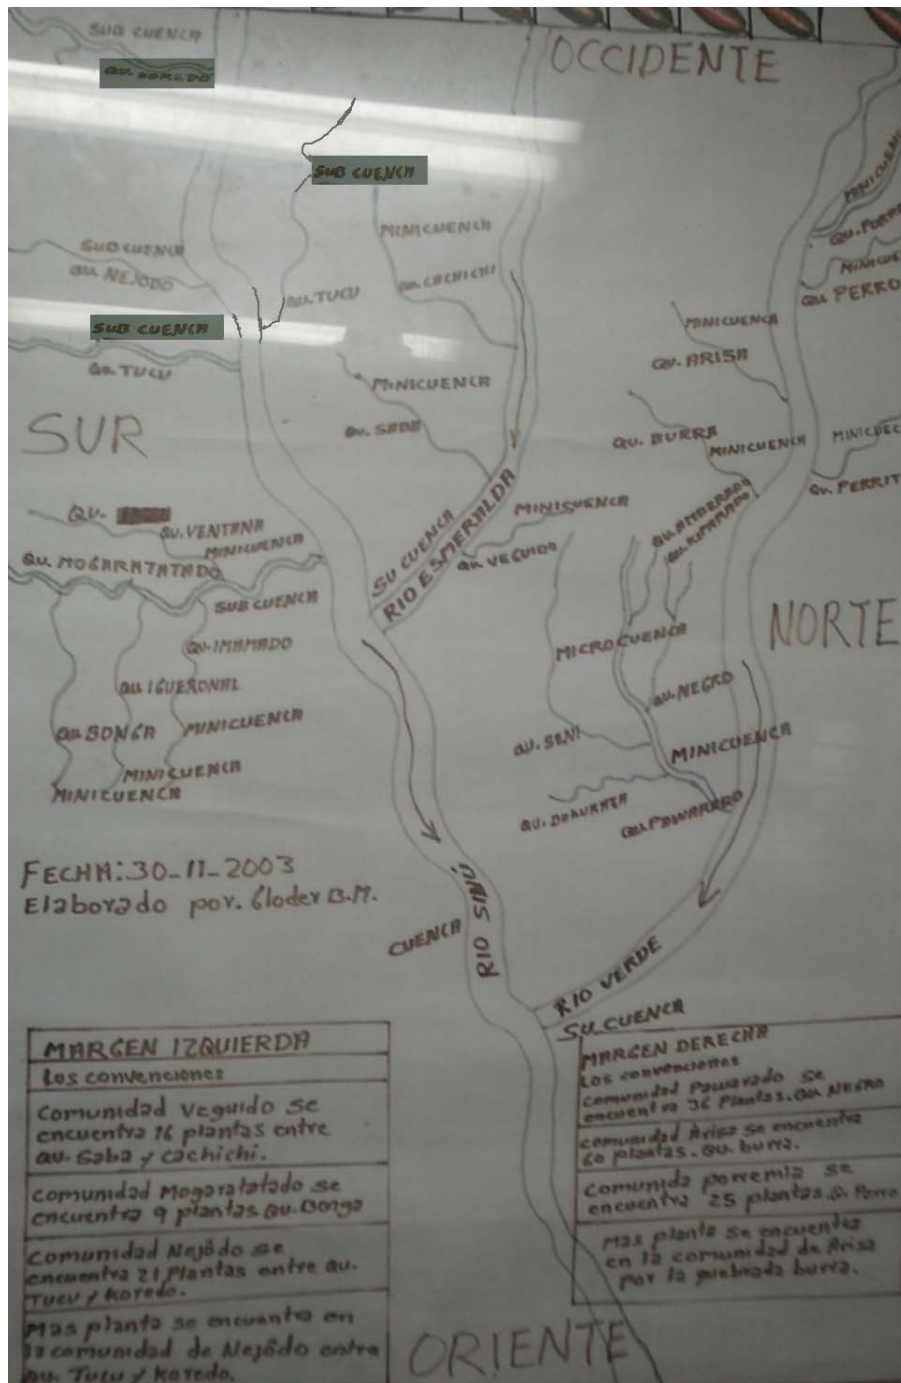 SUB CUENCA
OCCIDENTE
QU. KOREDO
SUB CUENCA
MINICUENCA
MINICUENCA
SUB CUENCA
QU. NEJODO
QU. TUCU
QU. CACHICHI
QU. PERRO
MINICUENCA
SUB CUENCA
QU. ARISA
QU. TUCU
MINICUENCA
SUR
QU. SABA
QU. BURRA
MINICUENCA
QU. VENTANA
MINICUENCA
QU.
MINICUENCA
QU. MOGARATATADO
SUB CUENCA
SU CUENCA
RIO ESMERALDA
QU. VEGUIDO
NORTE
QU. IMAMADO
MICROCUENCA
QU. IGUERONAL
QU. NEGRO
QU. BONGA
MINICUENCA
QU. SENI
MINICUENCA
MINICUENCA
MINICUENCA
QU. PAWARADO
FECHA: 30-11-2003
Elaborado por. Cloder B.M.
CUENCA
RIO SINÚ
RIO VERDE
SU CUENCA
MARGEN IZQUIERDA
Los convenciones
Comunidad Veguido se
encuentra 16 plantas entre
qu. Saba y cachichi.
comunidad Mogaratatado se
encuentra 9 plantas Qu. Bonga
Comunidad Nejôdo se
encuentra 21 Plantas entre qu.
Tucu y Koredo.
Mas planta se encuentra en
la comunidad de Nejôdo entre
qu. Tucu y Koredo.
MARGEN DERECHA
Los convenciones
comunidad Pawarado se
encuentra 36 Plantas. Qu. NEGRO
comunidad Arisa se encuentra
60 plantas. Qu. burra.
Comunida porremia se
encuentra 25 plantas Q. Perro
Mas planta se encuentra
en la comunidad de Arisa
por la quebrada burra.
ORIENTE